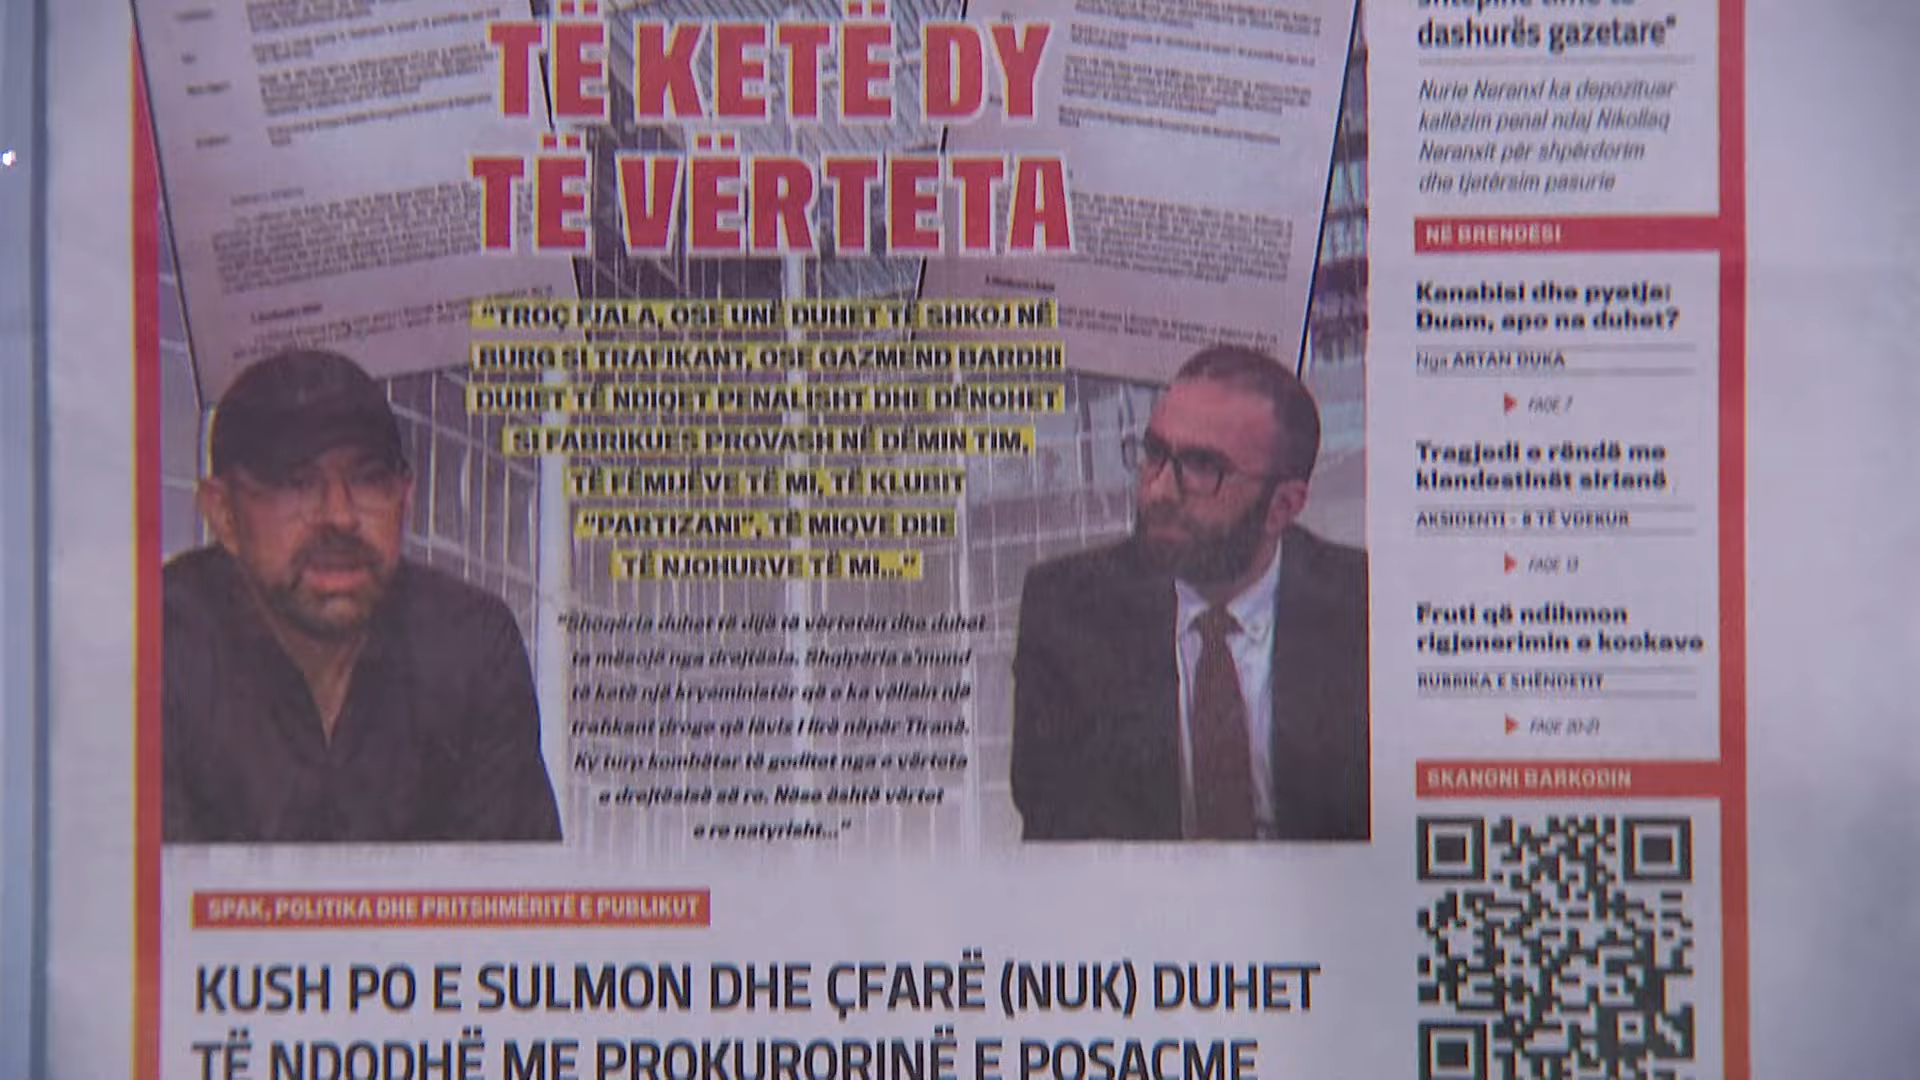 TË KETË DY
TË VËRTETA
"TROÇ FJALA, OSE UNË DUHET TË SHKOJ NË
BURG SI TRAFIKANT, OSE GAZMEND BARDHI
DUHET TË NDIQET PENALISHT DHE DËNOHET
SI FABRIKUES PROVASH NË DËMIN TIM,
TË FËMIJËVE TË MI, TË KLUBIT
"PARTIZANI", TË MIQVE DHE
TË NJOHURVE TË MI..."
"Shoqëria duhet të dijë të vërtetën dhe duhet
ta mësojë nga drejtësia. Shqipëria s'mund
të ketë një kryeministër që e ka vëllain një
trafikant droge që lëviz i lirë nëpër Tiranë.
Ky turp kombëtar të goditet nga e vërteta
e drejtësisë së re. Nëse është vërtet
e re natyrisht..."
SPAK, POLITIKA DHE PRITSHMËRITË E PUBLIKUT
KUSH PO E SULMON DHE ÇFARË (NUK) DUHET
TË NDODHË ME PROKURORINË E POSAÇME
dashurës gazetare"
Nurie Neranxi ka depozituar
kallëzim penal ndaj Nikollaq
Neranxit për shpërdorim
dhe tjetërsim pasurie
NË BRENDËSI
Kanabisi dhe pyetja:
Duam, apo na duhet?
Nga ARTAN DUKA
FAQE 7
Tragjedi e rëndë me
klandestinët sirianë
AKSIDENTI - 8 TË VDEKUR
FAQE 13
Fruti që ndihmon
rigjenerimin e kockave
RUBRIKA E SHËNDETIT
FAQE 20-21
SKANONI BARKODIN